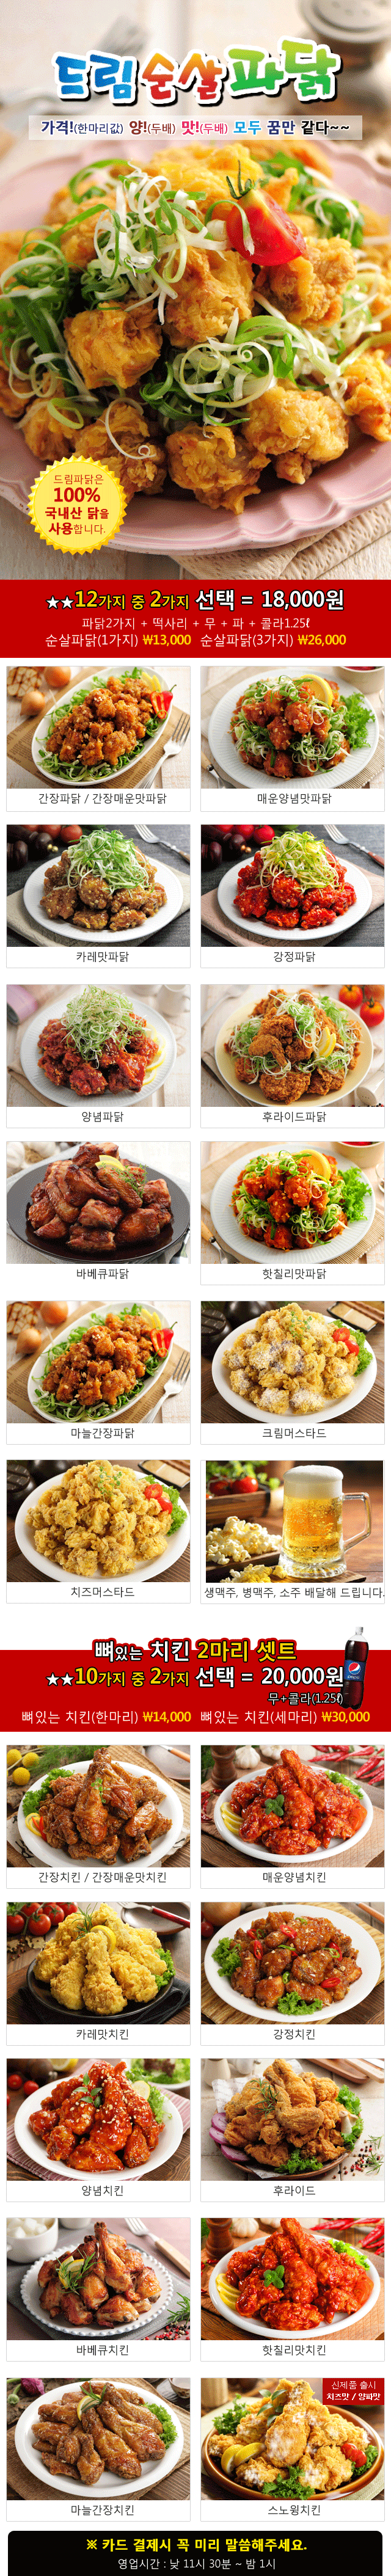 드림순살파닭
가격!(한마리값) 양!(두배) 맛!(두배) 모두 꿈만 같다~~
드림파닭은
100%
국내산 닭을
사용합니다.
★★12가지 중 2가지 선택 = 18,000원
파닭2가지 + 떡사리 + 무 + 파 + 콜라1.25ℓ
순살파닭(1가지) ₩13,000 순살파닭(3가지) ₩26,000
간장파닭 / 간장매운맛파닭
매운양념맛파닭
카레맛파닭
강정파닭
양념파닭
후라이드파닭
바베큐파닭
핫칠리맛파닭
마늘간장파닭
크림머스타드
치즈머스타드
생맥주, 병맥주, 소주 배달해 드립니다.
뼈있는 치킨 2마리 셋트
★★10가지 중 2가지 선택 = 20,000원
무+콜라(1.25ℓ)
pepsi
뼈있는 치킨(한마리) ₩14,000 뼈있는 치킨(세마리) ₩30,000
간장치킨 / 간장매운맛치킨
매운양념치킨
카레맛치킨
강정치킨
양념치킨
후라이드
바베큐치킨
핫칠리맛치킨
마늘간장치킨
신제품 출시
치즈맛 / 양파맛
스노윙치킨
※ 카드 결제시 꼭 미리 말씀해주세요.
영업시간 : 낮 11시 30분 ~ 밤 1시